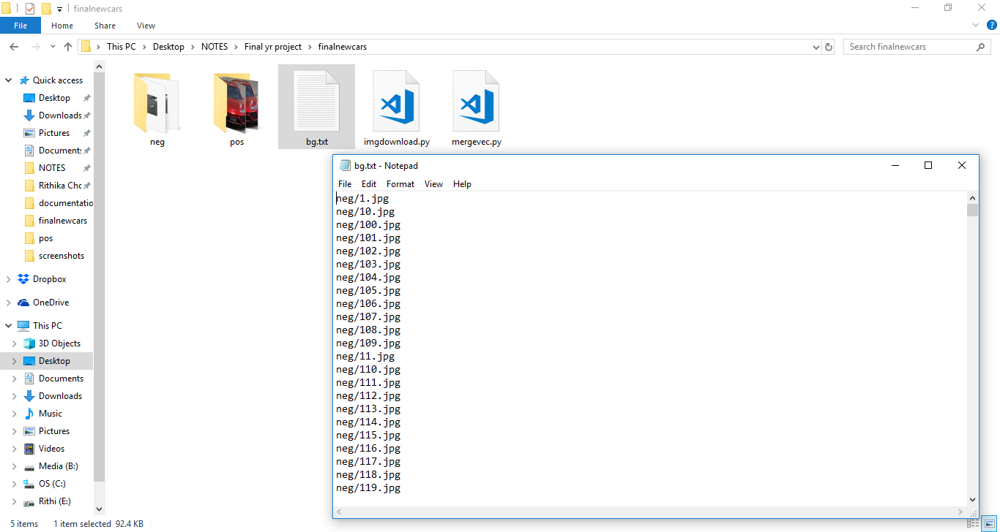 finalnewcars
File Home Share View
This PC Desktop NOTES Final yr project finalnewcars
Search finalnewcars
Quick access
Desktop
Downloads
Pictures
Document
NOTES
Rithika Chc
documentatio
finalnewcars
pos
screenshots
Dropbox
OneDrive
This PC
3D Objects
Desktop
Documents
Downloads
Music
Pictures
Videos
Media (B:)
OS (C:)
Rithi (E:)
neg pos bg.txt imgdownload.py mergevec.py
bg.txt - Notepad
File Edit Format View Help
neg/1.jpg
neg/10.jpg
neg/100.jpg
neg/101.jpg
neg/102.jpg
neg/103.jpg
neg/104.jpg
neg/105.jpg
neg/106.jpg
neg/107.jpg
neg/108.jpg
neg/109.jpg
neg/11.jpg
neg/110.jpg
neg/111.jpg
neg/112.jpg
neg/113.jpg
neg/114.jpg
neg/115.jpg
neg/116.jpg
neg/117.jpg
neg/118.jpg
neg/119.jpg
5 items 1 item selected 92.4 KB